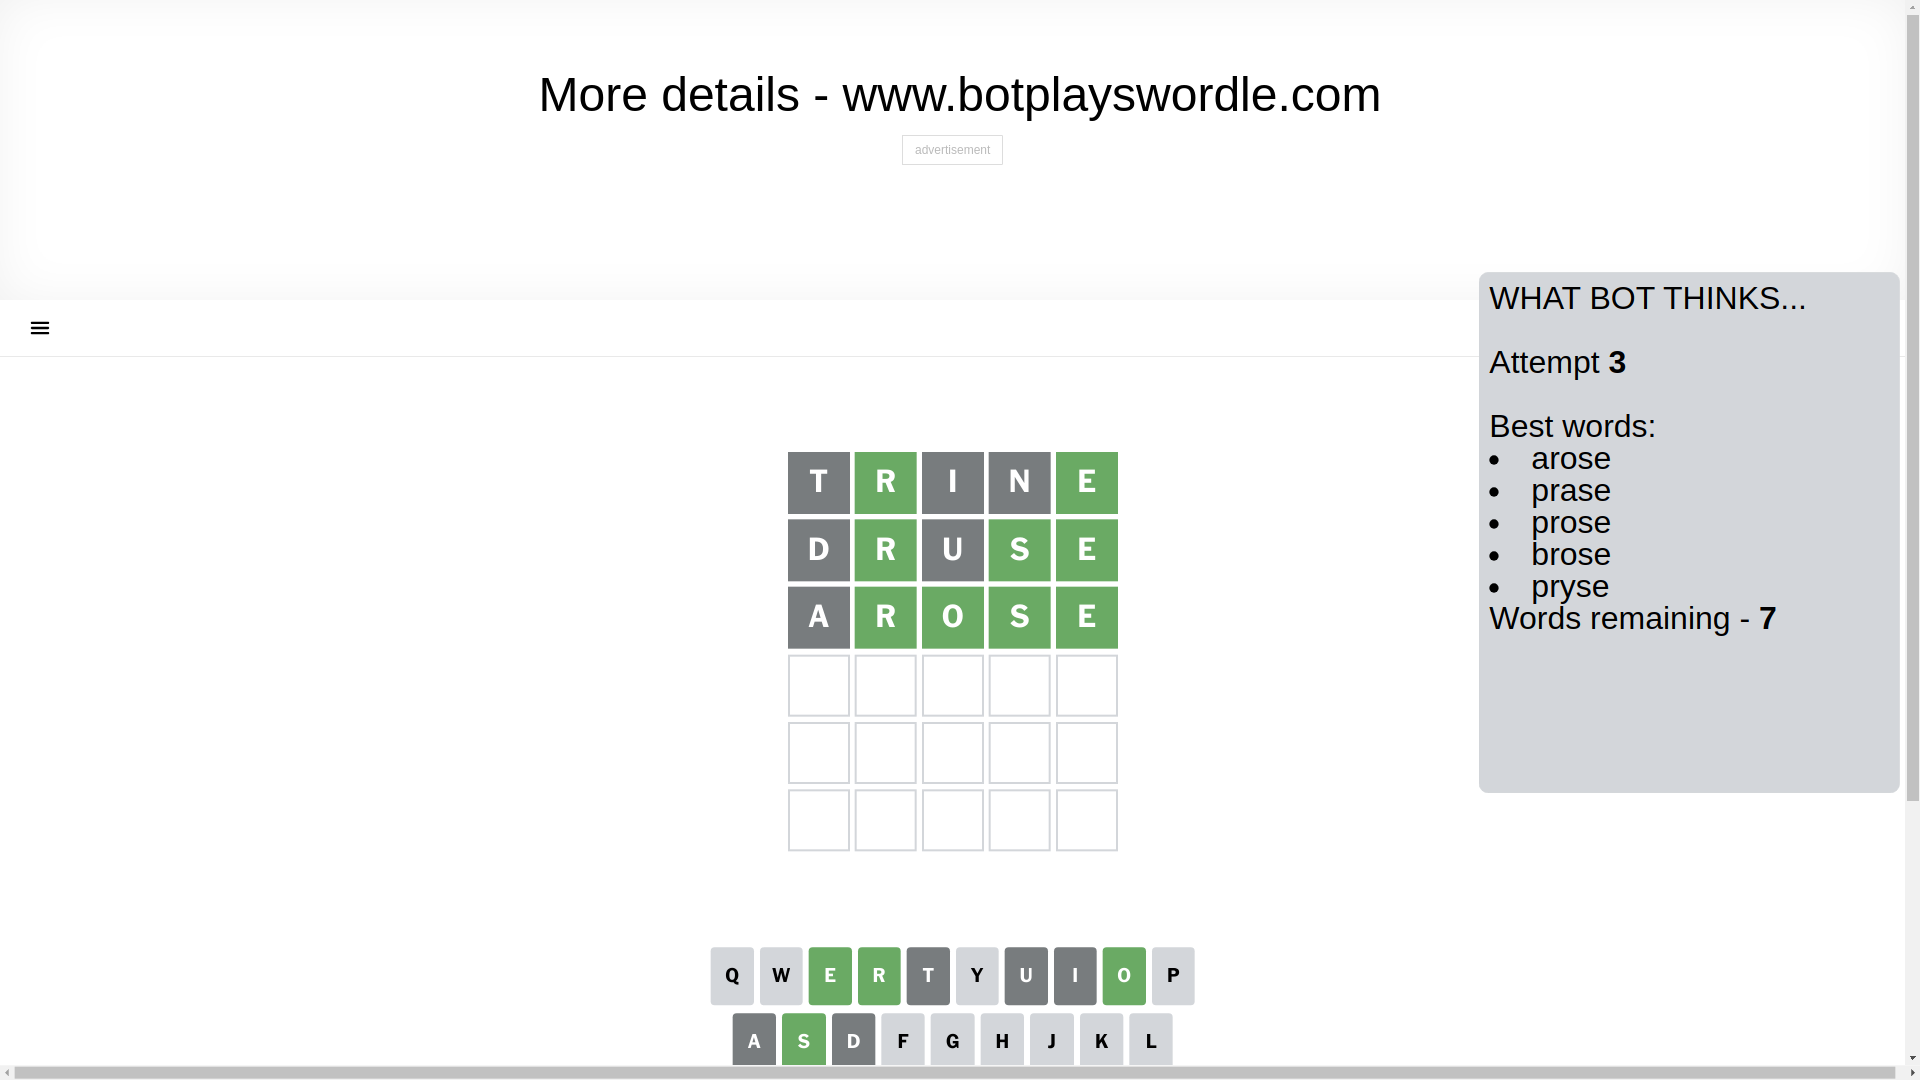 More details - www.botplayswordle.com
advertisement
WHAT BOT THINKS...
Attempt 3
Best words:
• arose
• prase
• prose
• brose
• pryse
Words remaining - 7
T R I N E
D R U S E
A R O S E
Q W E R T Y U I O P
A S D F G H J K L